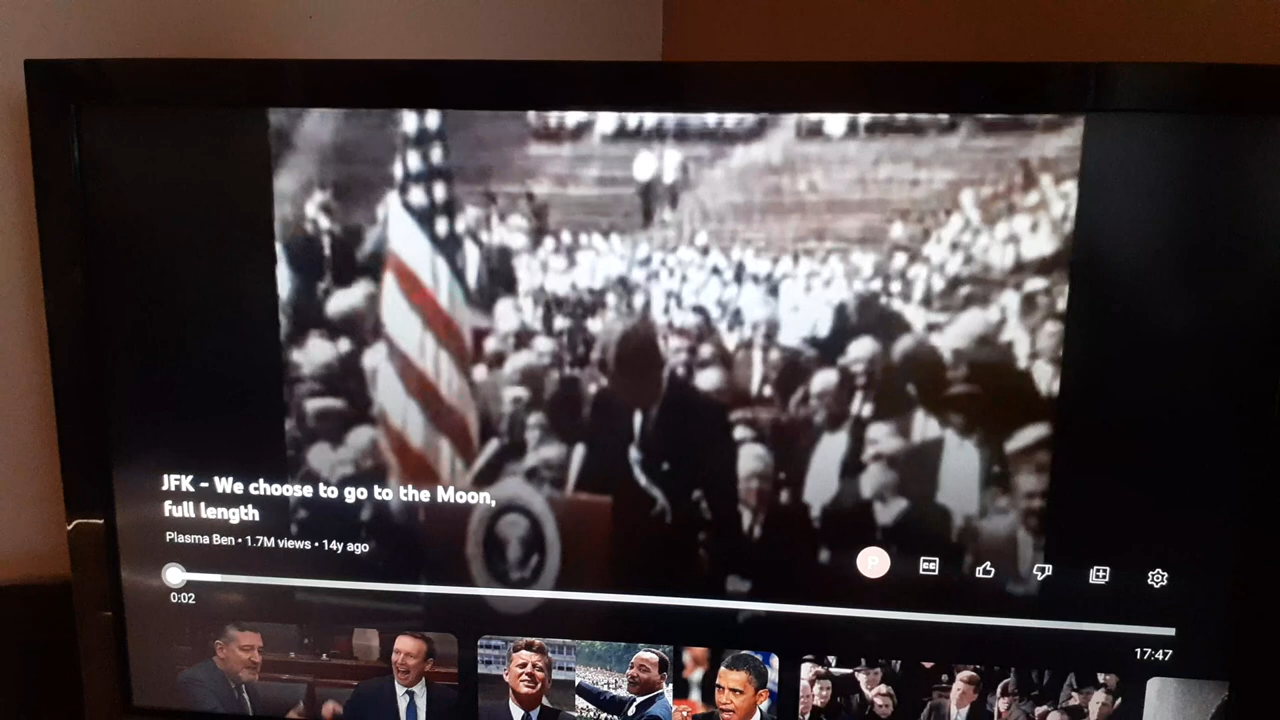 JFK - We choose to go to the Moon,
full length
Plasma Ben • 1.7M views • 14y ago
P
CC
0:02
17:47